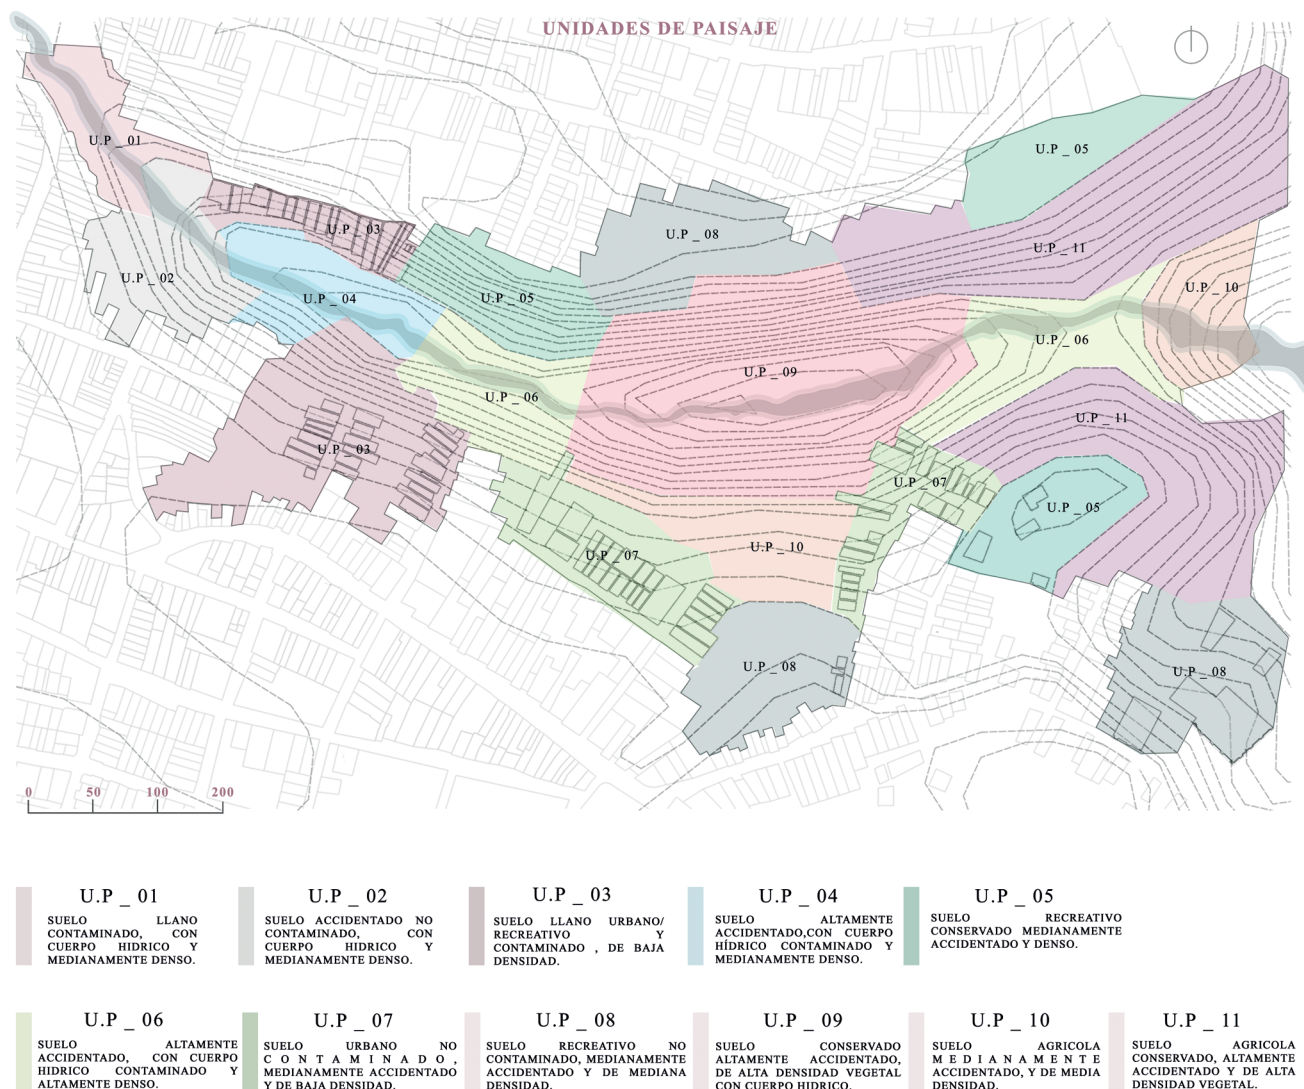 UNIDADES DE PAISAJE
U.P _ 05
U.P _ 01
U.P _ 03
U.P _ 08
U.P _ 11
U.P _ 02
U.P _ 04
U.P _ 05
U.P _ 10
U.P _ 06
U.P _ 09
U.P _ 06
U.P _ 11
U.P _ 03
U.P _ 07
U.P _ 05
U.P _ 10
U.P _ 07
U.P _ 08
U.P _ 08
0 50 100 200
U.P _ 01
SUELO LLANO
CONTAMINADO, CON
CUERPO HIDRICO Y
MEDIANAMENTE DENSO.
U.P _ 02
SUELO ACCIDENTADO NO
CONTAMINADO, CON
CUERPO HIDRICO Y
MEDIANAMENTE DENSO.
U.P _ 03
SUELO LLANO URBANO/
RECREATIVO Y
CONTAMINADO , DE BAJA
DENSIDAD.
U.P _ 04
SUELO ALTAMENTE
ACCIDENTADO,CON CUERPO
HÍDRICO CONTAMINADO Y
MEDIANAMENTE DENSO.
U.P _ 05
SUELO RECREATIVO
CONSERVADO MEDIANAMENTE
ACCIDENTADO Y DENSO.
U.P _ 06
SUELO ALTAMENTE
ACCIDENTADO, CON CUERPO
HIDRICO CONTAMINADO Y
ALTAMENTE DENSO.
U.P _ 07
SUELO URBANO NO
CONTAMINADO,
MEDIANAMENTE ACCIDENTADO
Y DE BAJA DENSIDAD.
U.P _ 08
SUELO RECREATIVO NO
CONTAMINADO, MEDIANAMENTE
ACCIDENTADO Y DE MEDIANA
DENSIDAD.
U.P _ 09
SUELO CONSERVADO
ALTAMENTE ACCIDENTADO,
DE ALTA DENSIDAD VEGETAL
CON CUERPO HIDRICO.
U.P _ 10
SUELO AGRICOLA
MEDIANAMENTE
ACCIDENTADO, Y DE MEDIA
DENSIDAD.
U.P _ 11
SUELO AGRICOLA
CONSERVADO, ALTAMENTE
ACCIDENTADO Y DE ALTA
DENSIDAD VEGETAL.